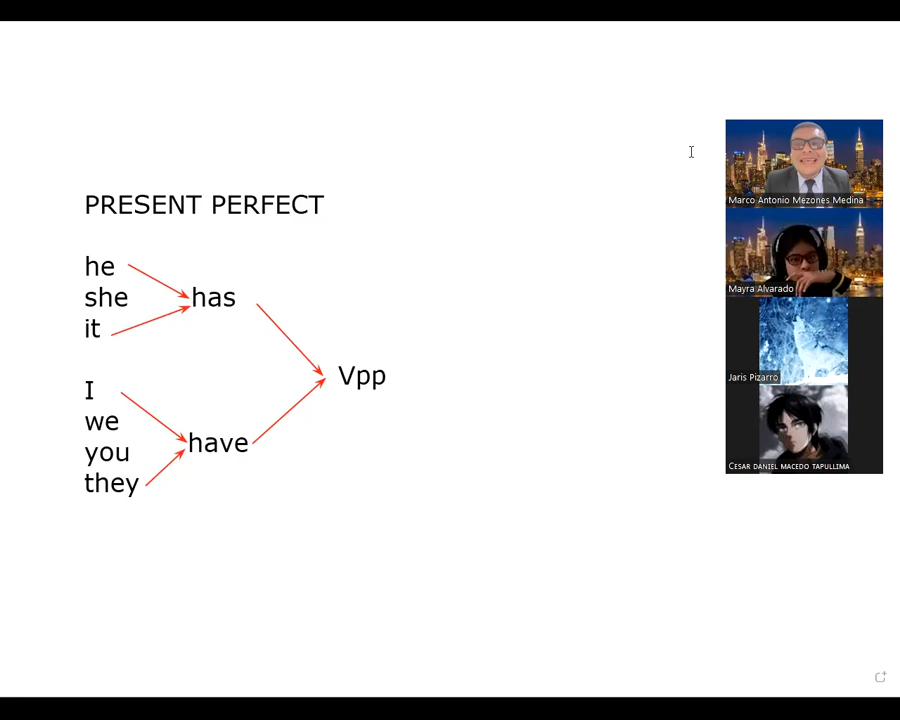 PRESENT PERFECT
he
she
it
has
I
we
you
they
have
Vpp
Marco Antonio Mezones Medina
Mayra Alvarado
Jaris Pizarro
CESAR DANIEL MACEDO TAPULLIMA